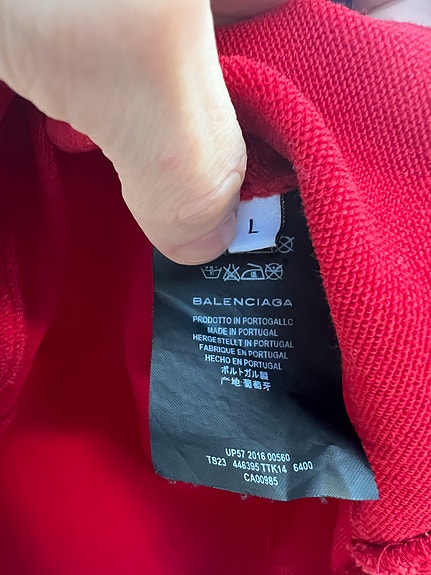 L
BALENCIAGA
PRODOTTO IN PORTOGALLO
MADE IN PORTUGAL
HERGESTELLT IN PORTUGAL
FABRIQUE EN PORTUGAL
HECHO EN PORTUGAL
ポルトガル製
产地:葡萄牙
UP57 2016 00560
TS23 446395 TTK14 6400
CA00985